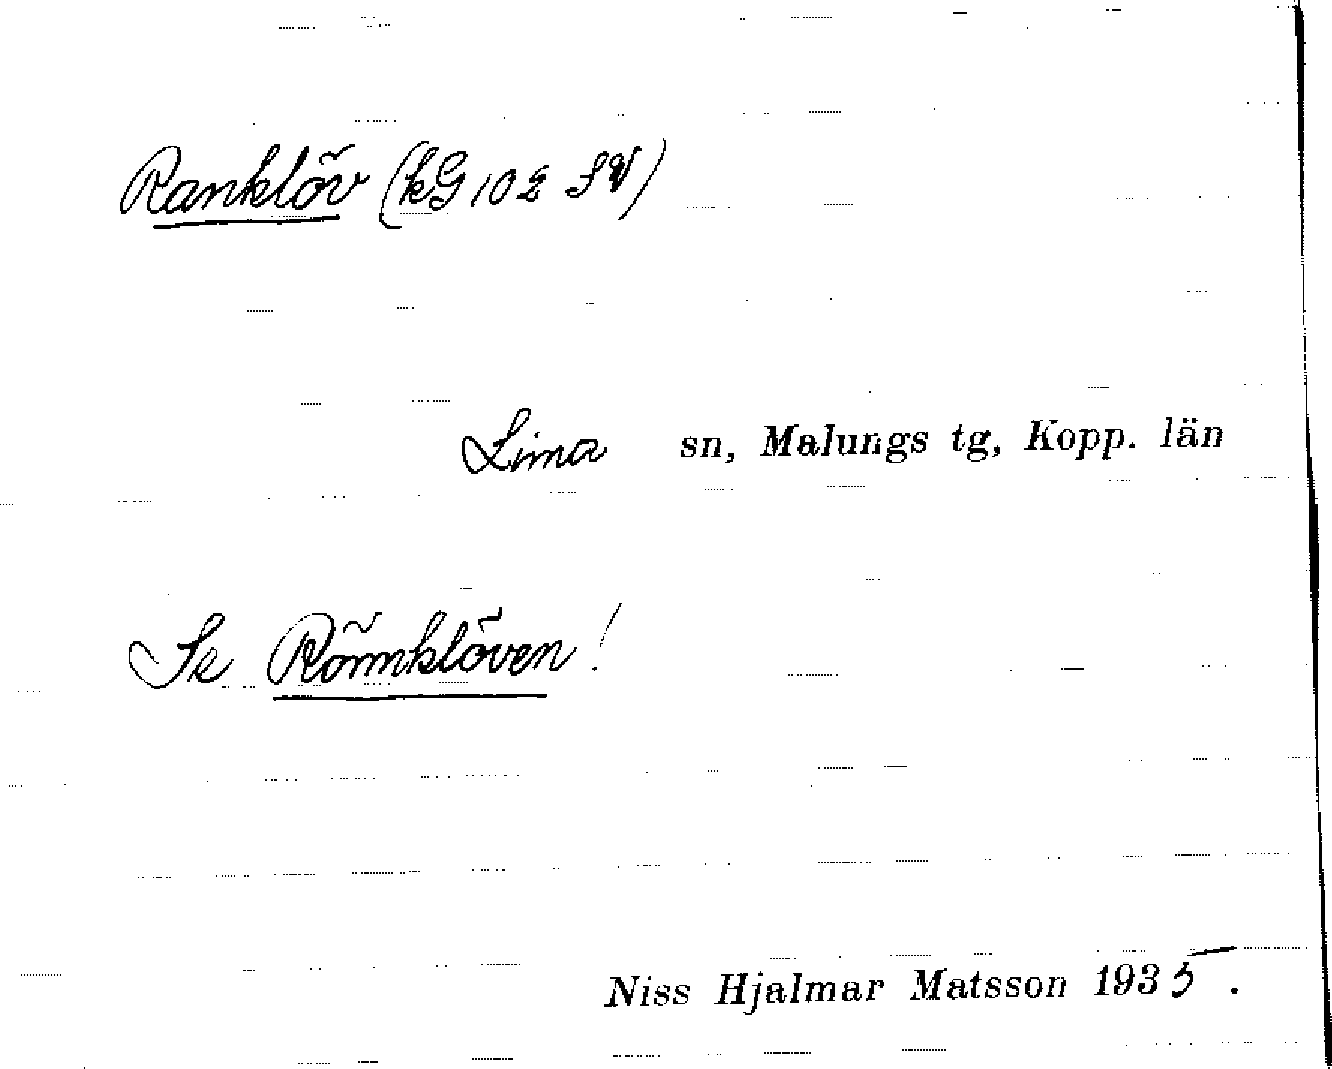 Ranklöv (kG 102 SV)
Lima sn, Malungs tg, Kopp. län
Se Römklöven!
Niss Hjalmar Matsson 1935.